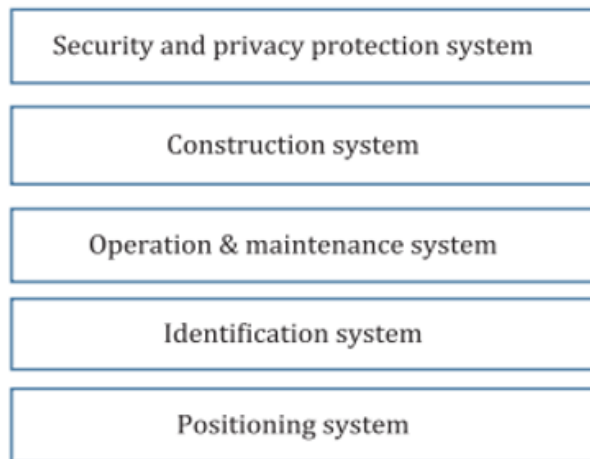 Security and privacy protection system
Construction system
Operation & maintenance system
Identification system
Positioning system